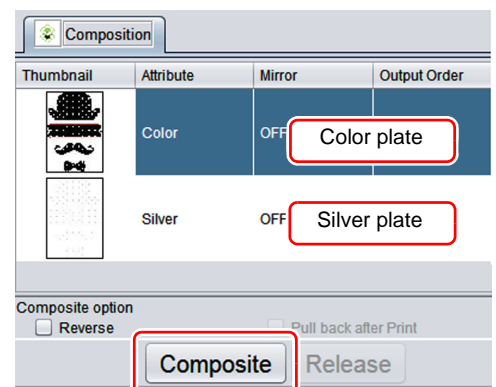 Composition
Thumbnail Attribute Mirror Output Order
Color OFF Color plate
Silver OFF Silver plate
Composite option
Reverse Pull back after Print
Composite Release